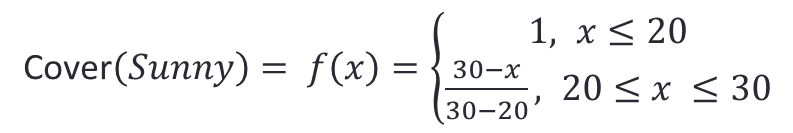 Cover(Sunny) = f(x) = { 1, x ≤ 20
30−x / 30−20 , 20 ≤ x ≤ 30